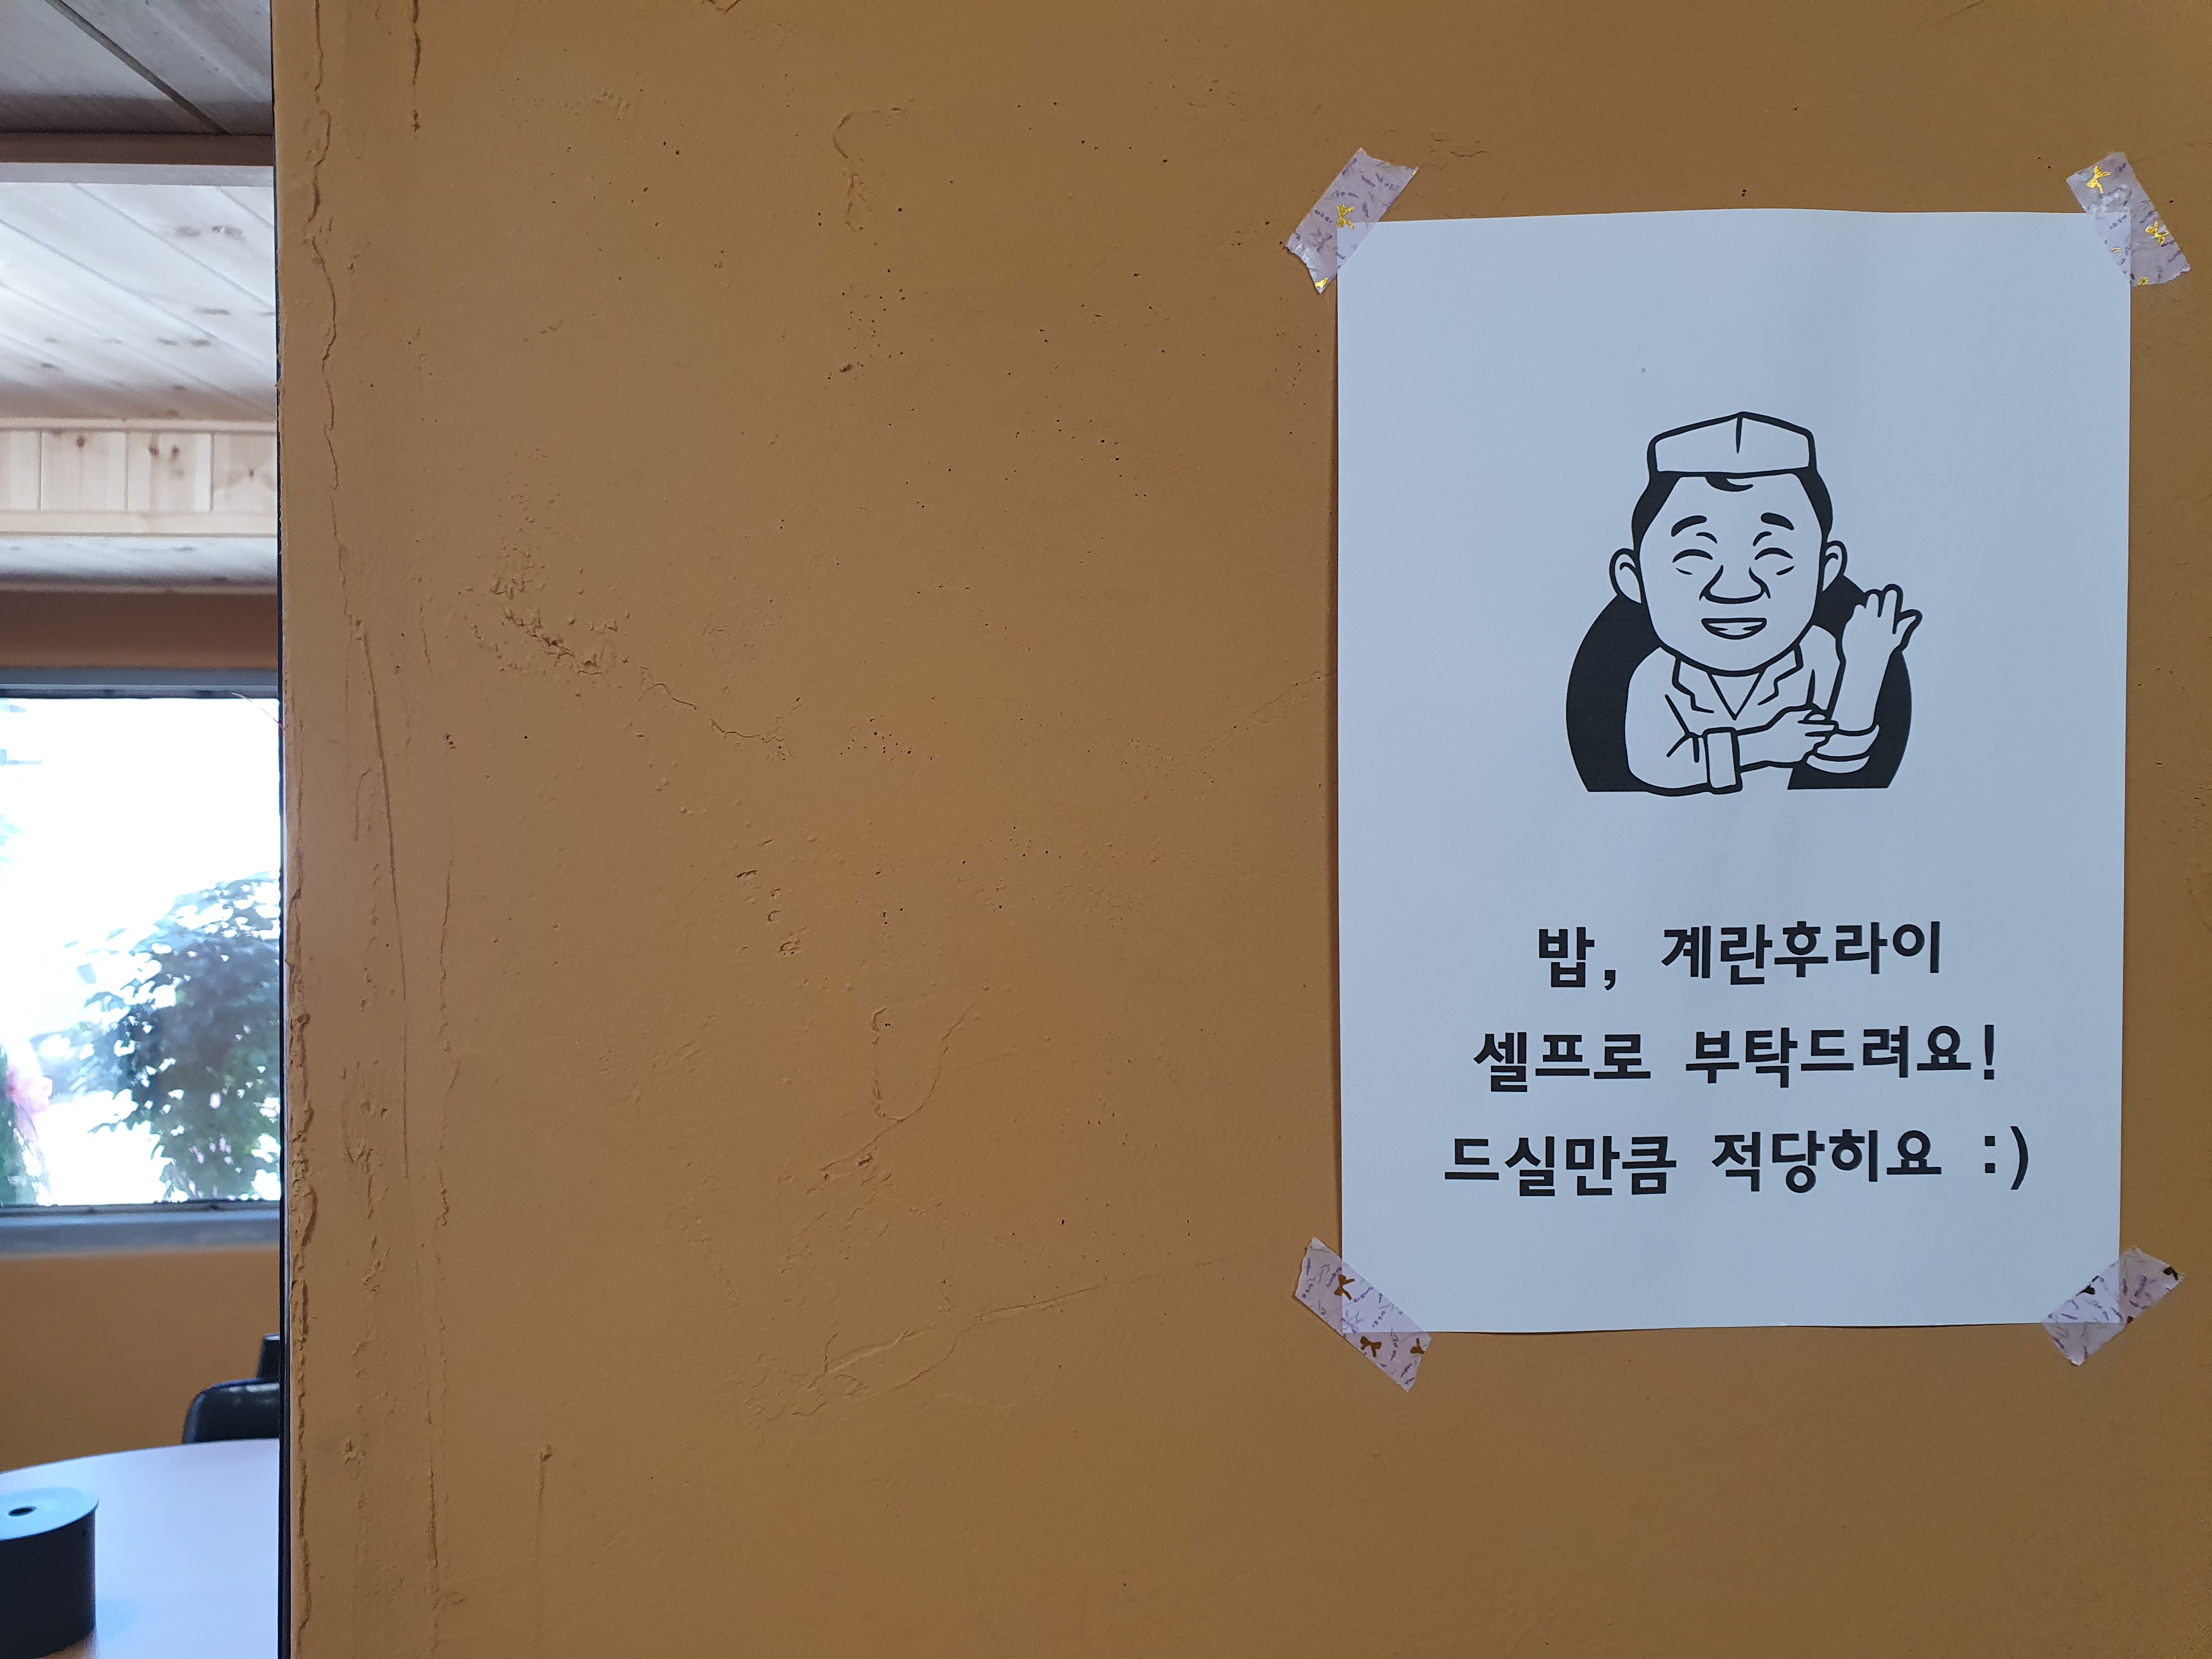 밥, 계란후라이
셀프로 부탁드려요!
드실만큼 적당히요 :)